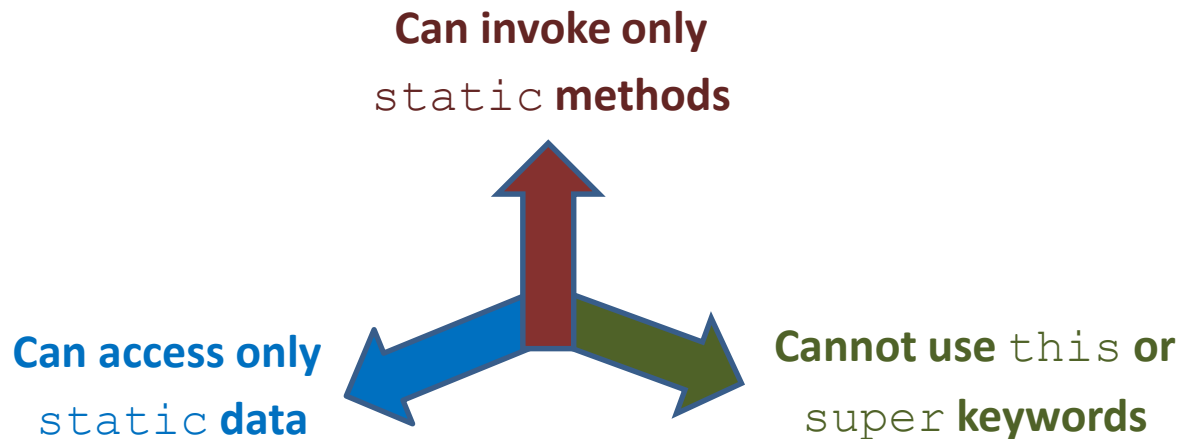 Can invoke only
static methods
Can access only
static data
Cannot use this or
super keywords